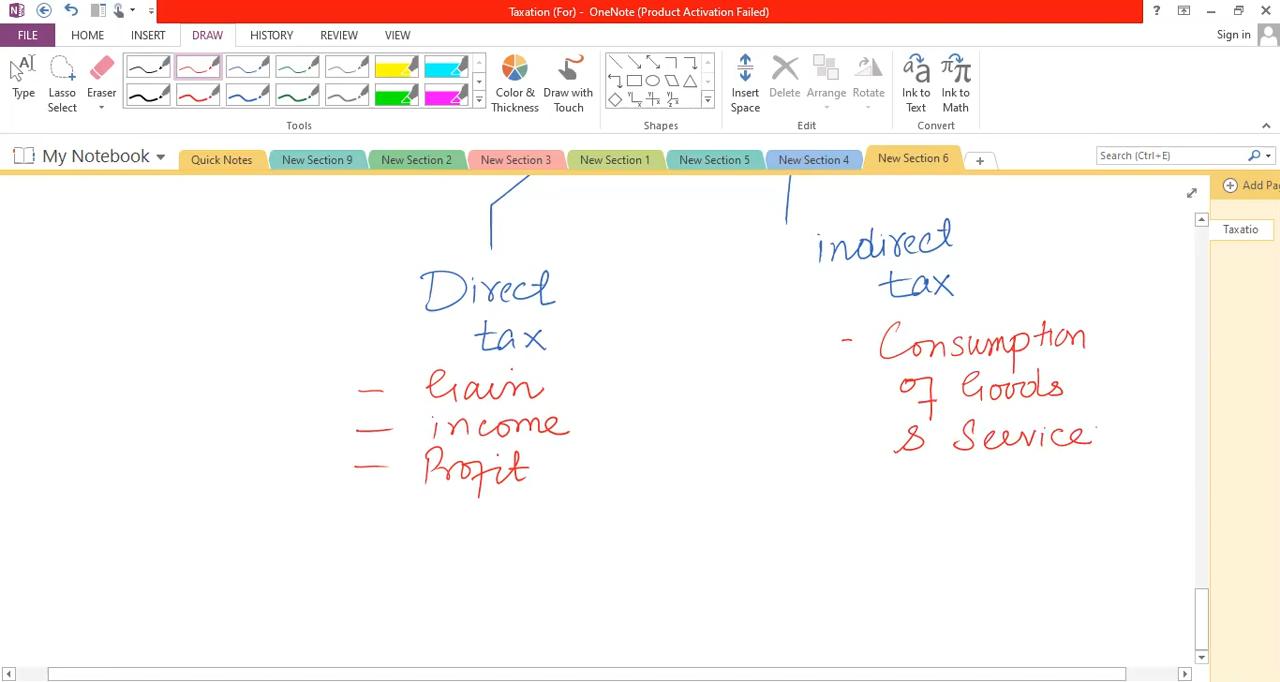 Taxation (For) - OneNote (Product Activation Failed)
?
Sign in
FILE HOME INSERT DRAW HISTORY REVIEW VIEW
Type
Lasso Select
Eraser
Color & Thickness
Draw with Touch
Insert Space
Delete
Arrange
Rotate
Ink to Text
Ink to Math
Tools
Shapes
Edit
Convert
My Notebook
Quick Notes New Section 9 New Section 2 New Section 3 New Section 1 New Section 5 New Section 4 New Section 6 +
Search (Ctrl+E)
Add Pa
Taxatio
Direct
tax
- Gain
- income
- Profit
indirect
tax
- Consumption
of Goods
& Seervice